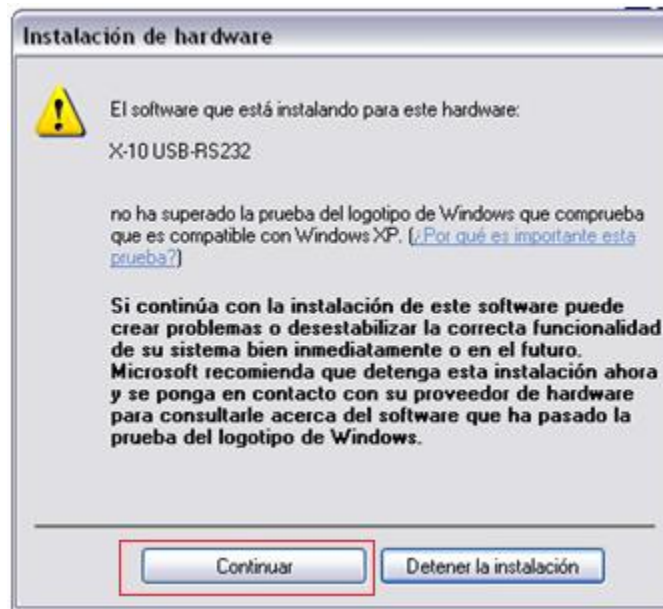 Instalación de hardware
El software que está instalando para este hardware:
X-10 USB-RS232
no ha superado la prueba del logotipo de Windows que comprueba
que es compatible con Windows XP. (¿Por qué es importante esta
prueba?)
Si continúa con la instalación de este software puede
crear problemas o desestabilizar la correcta funcionalidad
de su sistema bien inmediatamente o en el futuro.
Microsoft recomienda que detenga esta instalación ahora
y se ponga en contacto con su proveedor de hardware
para consultarle acerca del software que ha pasado la
prueba del logotipo de Windows.
Continuar
Detener la instalación